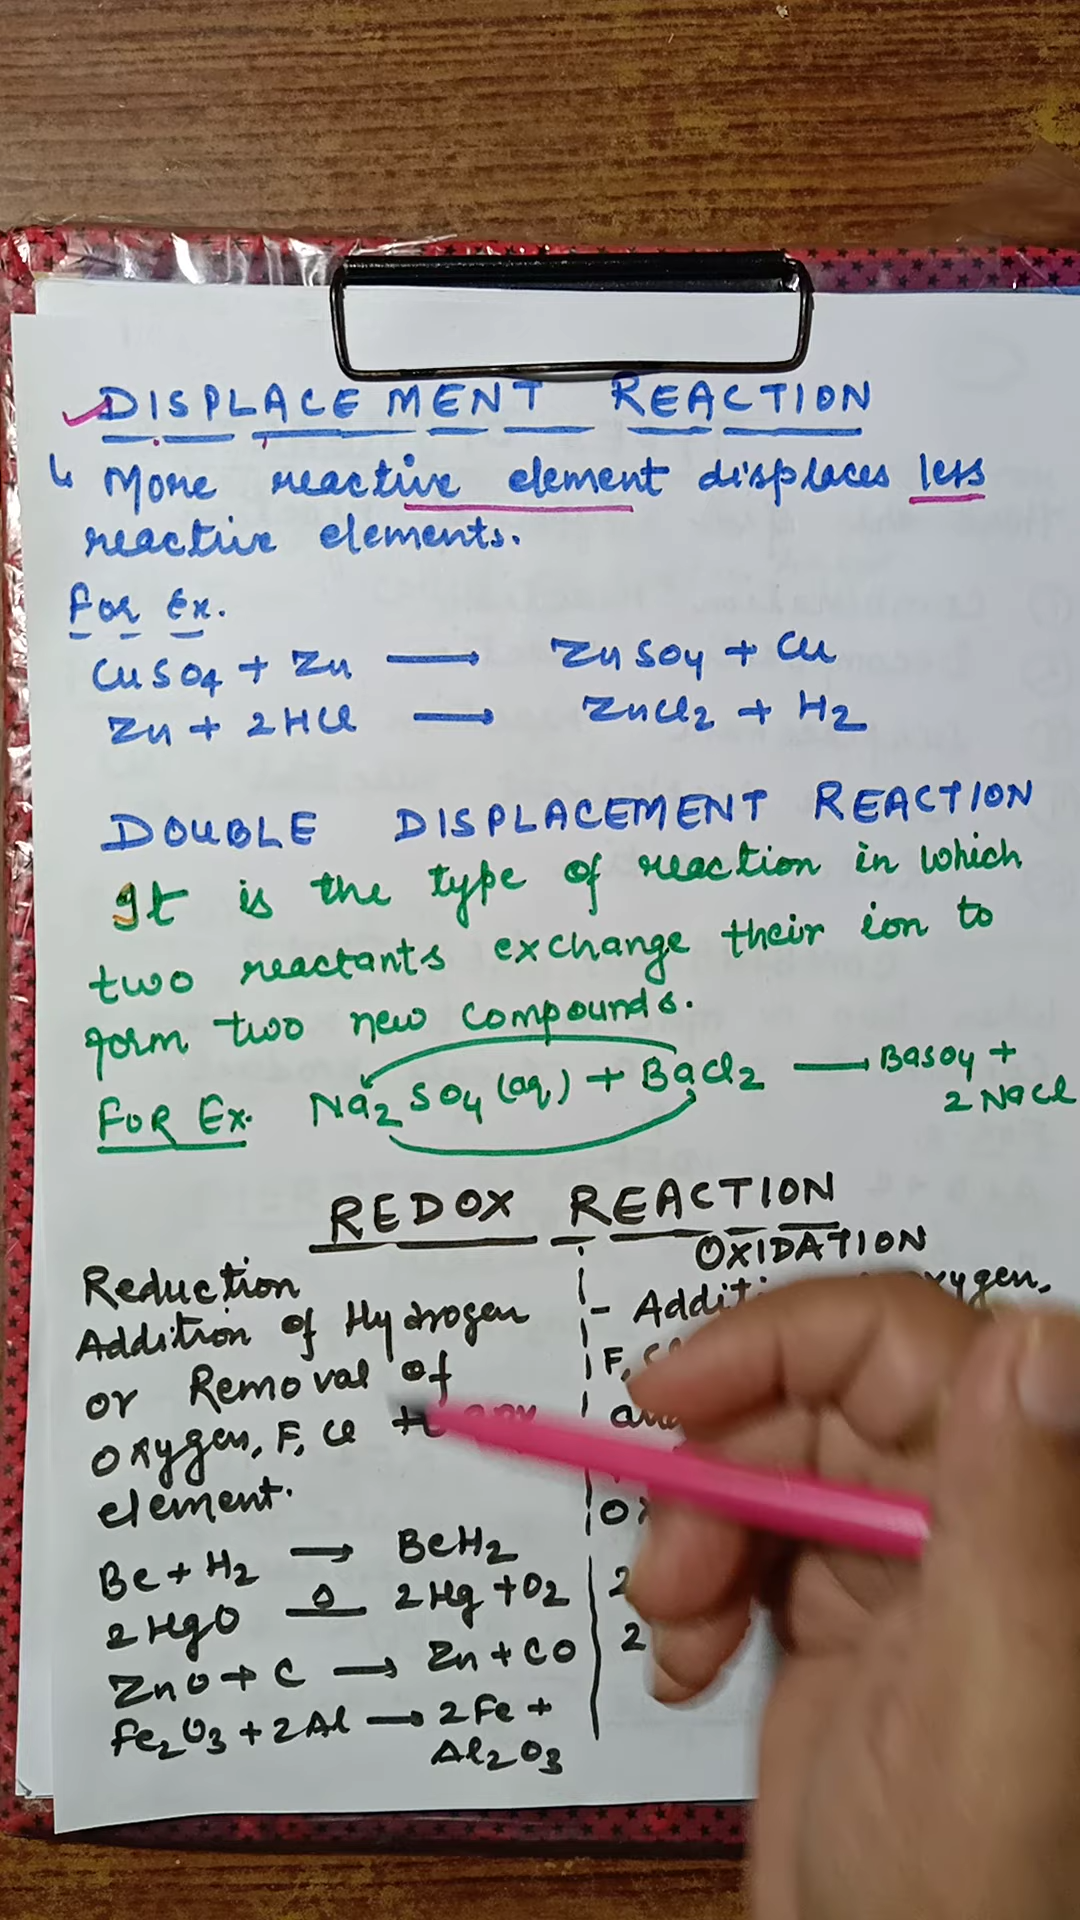 DISPLACEMENT REACTION
↳ More reactive element displaces less
reactive elements.
For Ex.
CuSO4 + Zn → ZnSO4 + Cu
Zn + 2HCl → ZnCl2 + H2
DOUBLE DISPLACEMENT REACTION
It is the type of reaction in which
two reactants exchange their ion to
form two new compounds.
FOR Ex. Na2SO4 (aq) + BaCl2 → BaSO4 +
2NaCl
REDOX REACTION
Reduction
Addition of Hydrogen
or Removal of
oxygen, F, Cl
element.
Be + H2 → BeH2
2HgO Δ 2Hg + O2
ZnO + C → Zn + CO
Fe2O3 + 2Al → 2Fe +
Al2O3
OXIDATION
-
F,
2
2